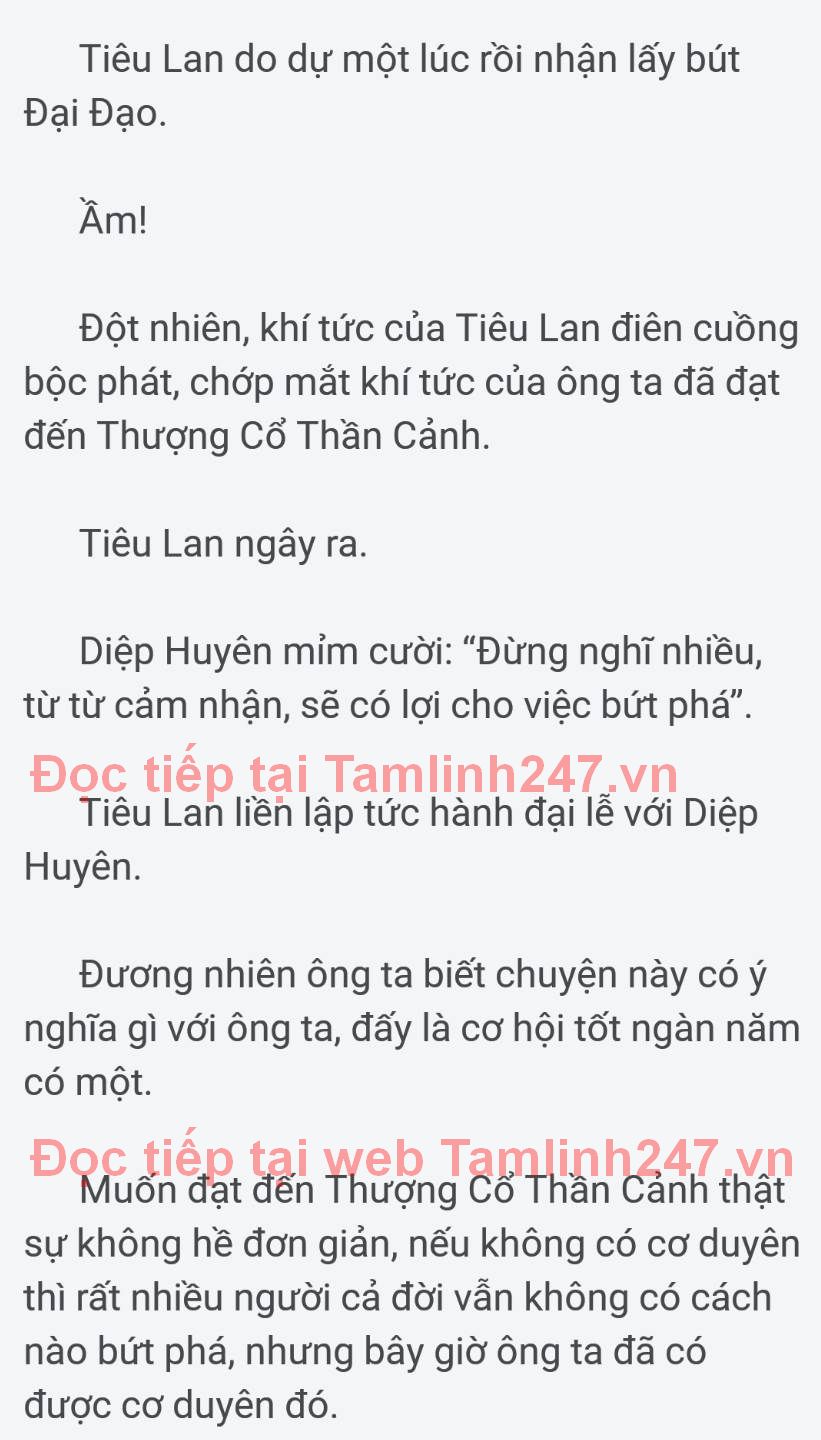 Tiêu Lan do dự một lúc rồi nhận lấy bút
Đại Đạo.
Ầm!
Đột nhiên, khí tức của Tiêu Lan điên cuồng
bộc phát, chớp mắt khí tức của ông ta đã đạt
đến Thượng Cổ Thần Cảnh.
Tiêu Lan ngây ra.
Diệp Huyên mỉm cười: “Đừng nghĩ nhiều,
từ từ cảm nhận, sẽ có lợi cho việc bứt phá”.
Đọc tiếp tại Tamlinh247.vn
Tiêu Lan liền lập tức hành đại lễ với Diệp
Huyên.
Đương nhiên ông ta biết chuyện này có ý
nghĩa gì với ông ta, đấy là cơ hội tốt ngàn năm
có một.
Đọc tiếp tại web Tamlinh247.vn
Muốn đạt đến Thượng Cổ Thần Cảnh thật
sự không hề đơn giản, nếu không có cơ duyên
thì rất nhiều người cả đời vẫn không có cách
nào bứt phá, nhưng bây giờ ông ta đã có
được cơ duyên đó.